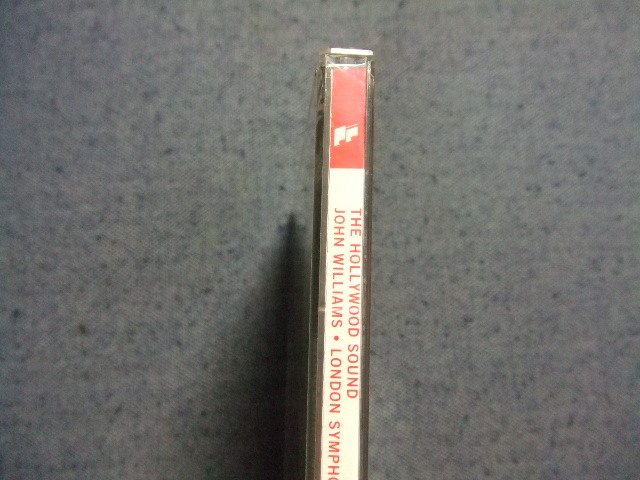 THE HOLLYWOOD SOUND
JOHN WILLIAMS • LONDON SYMPHO